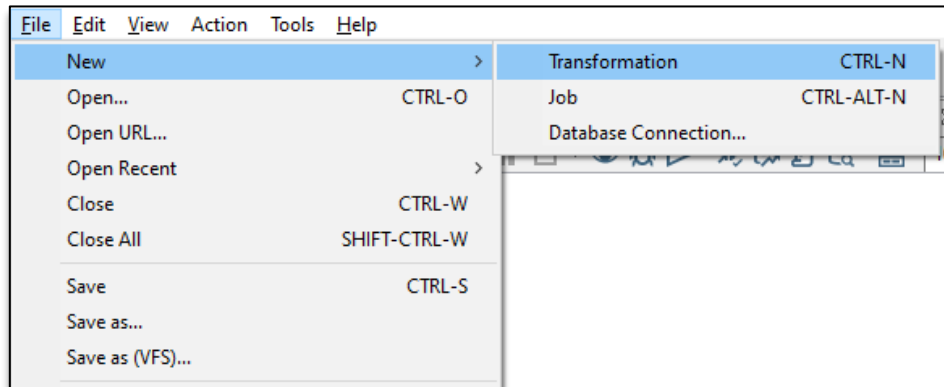 File Edit View Action Tools Help
New >
Transformation CTRL-N
Open... CTRL-O
Job CTRL-ALT-N
Open URL...
Database Connection...
Open Recent >
Close CTRL-W
Close All SHIFT-CTRL-W
Save CTRL-S
Save as...
Save as (VFS)...